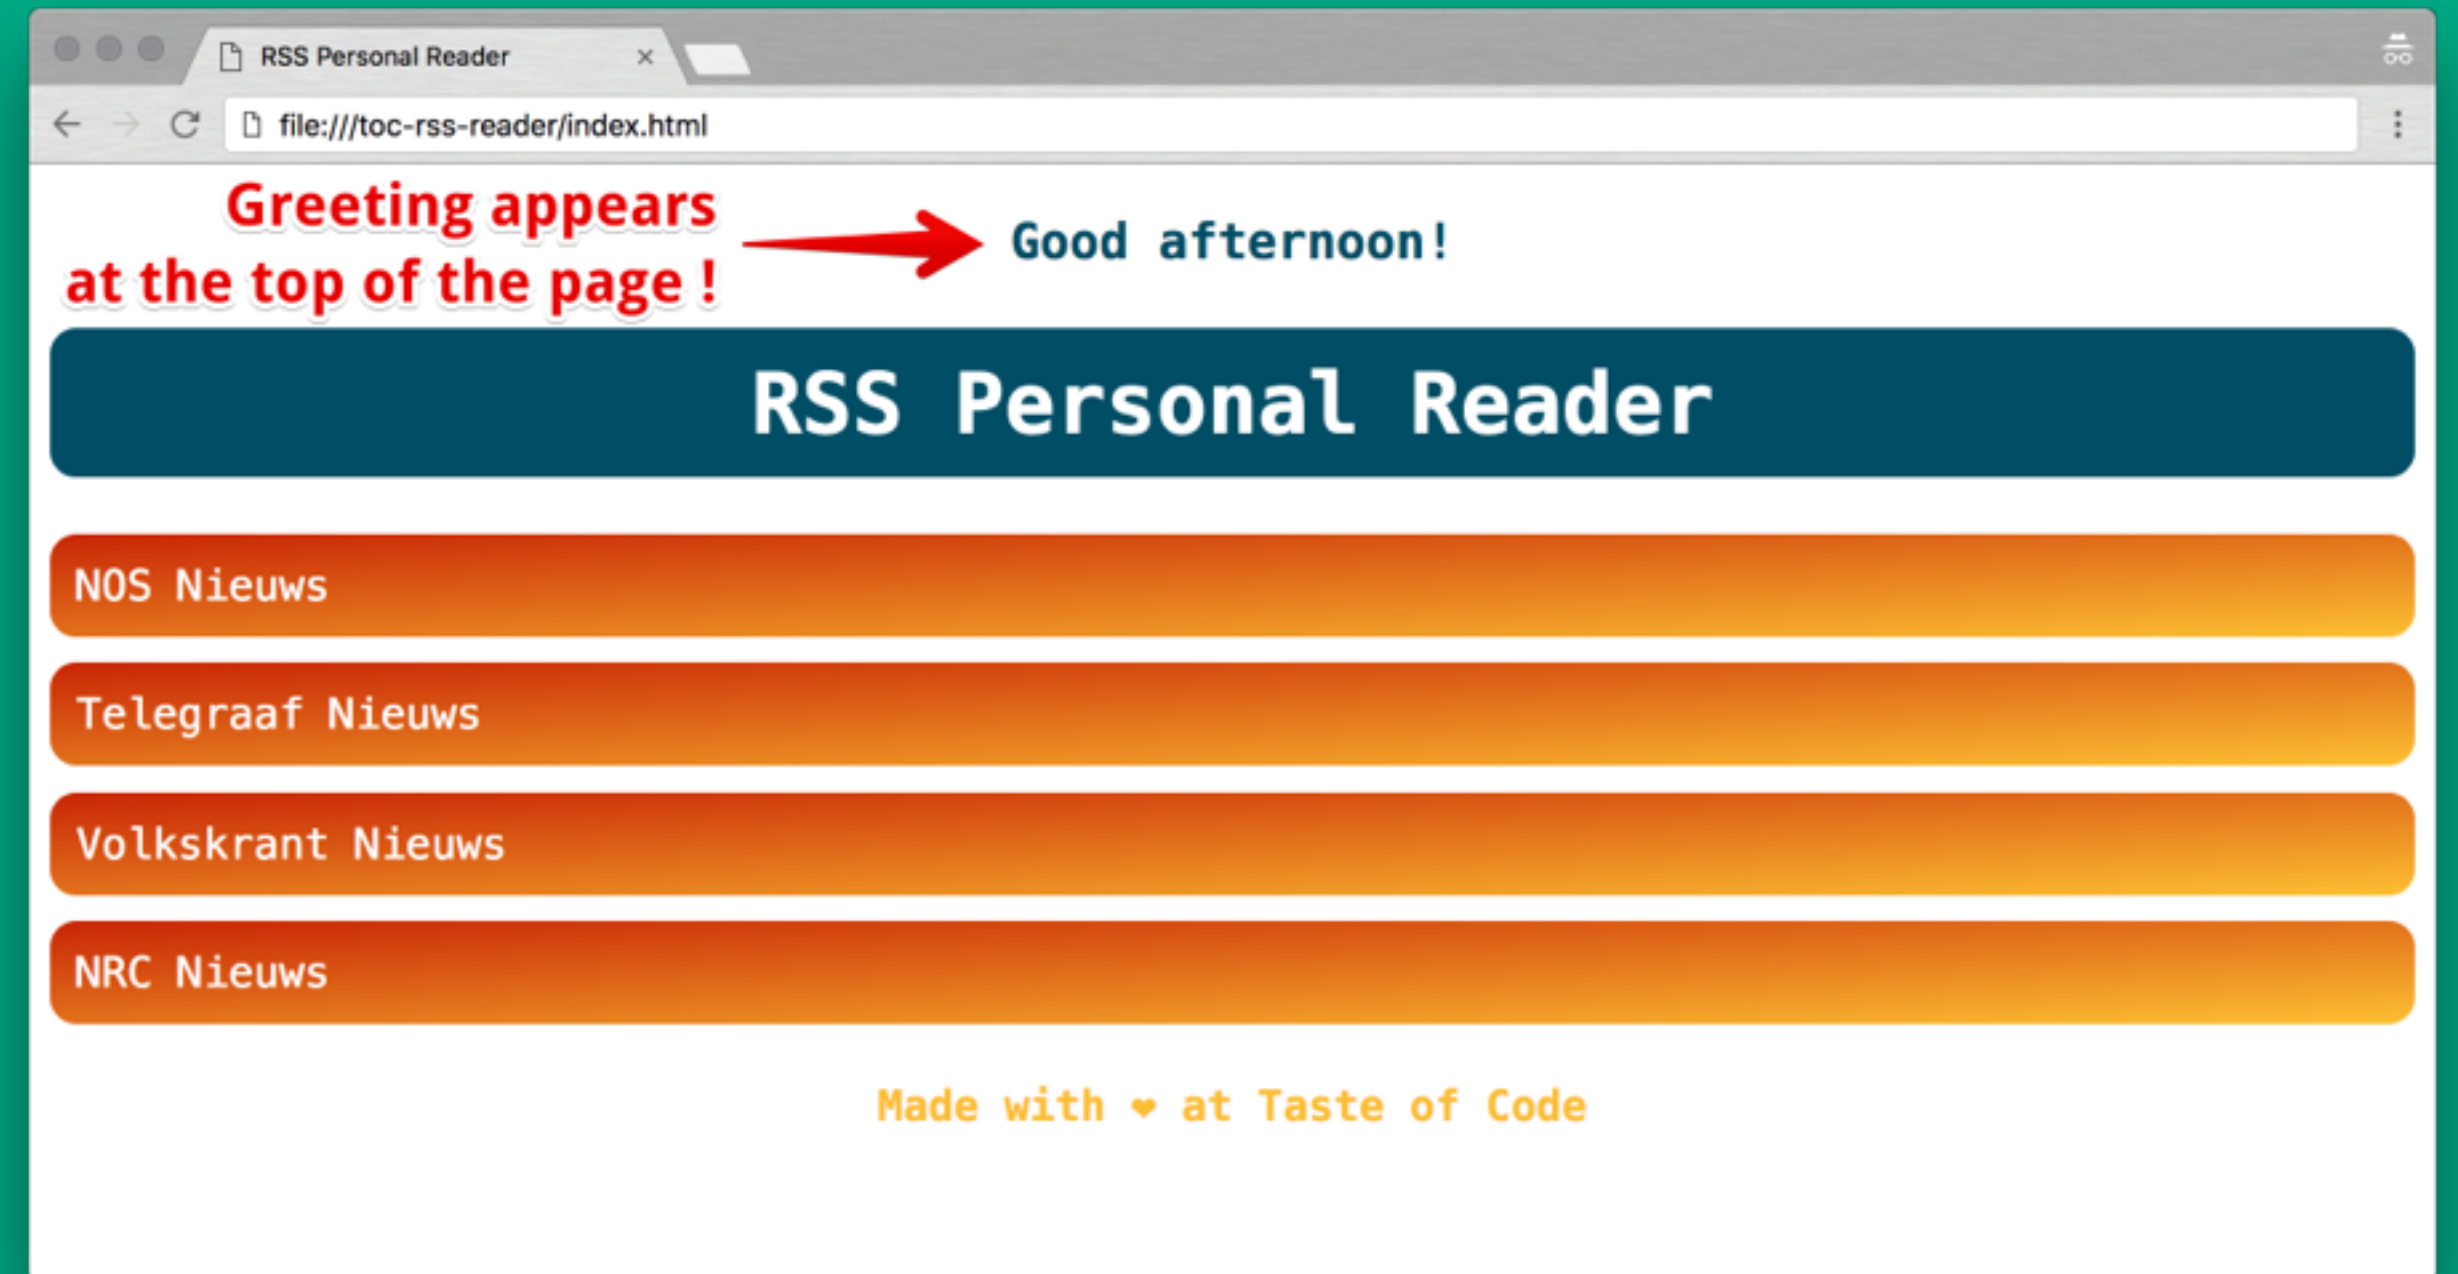 RSS Personal Reader
file:///toc-rss-reader/index.html
Greeting appears
at the top of the page !
Good afternoon!
RSS Personal Reader
NOS Nieuws
Telegraaf Nieuws
Volkskrant Nieuws
NRC Nieuws
Made with ❤ at Taste of Code